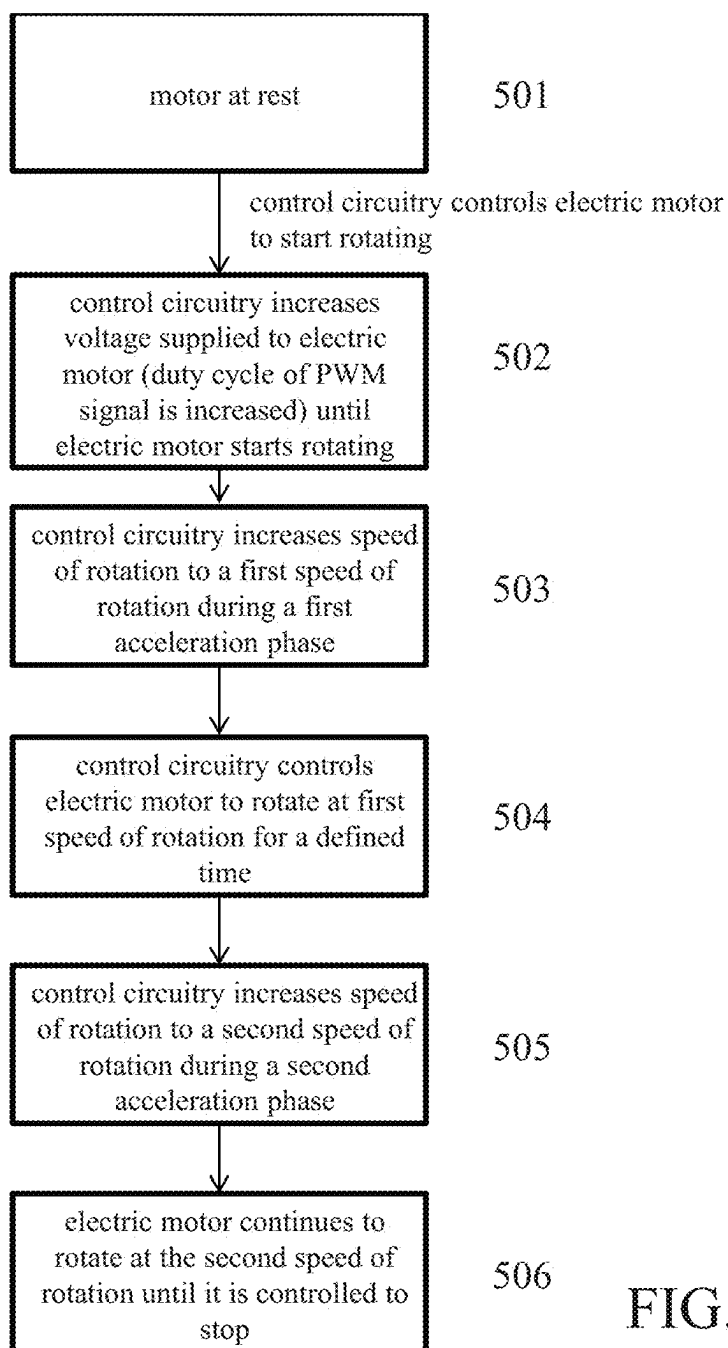 motor at rest
501
control circuitry controls electric motor
to start rotating
control circuitry increases
voltage supplied to electric
motor (duty cycle of PWM
signal is increased) until
electric motor starts rotating
502
control circuitry increases speed
of rotation to a first speed of
rotation during a first
acceleration phase
503
control circuitry controls
electric motor to rotate at first
speed of rotation for a defined
time
504
control circuitry increases speed
of rotation to a second speed of
rotation during a second
acceleration phase
505
electric motor continues to
rotate at the second speed of
rotation until it is controlled to
stop
506
FIG.